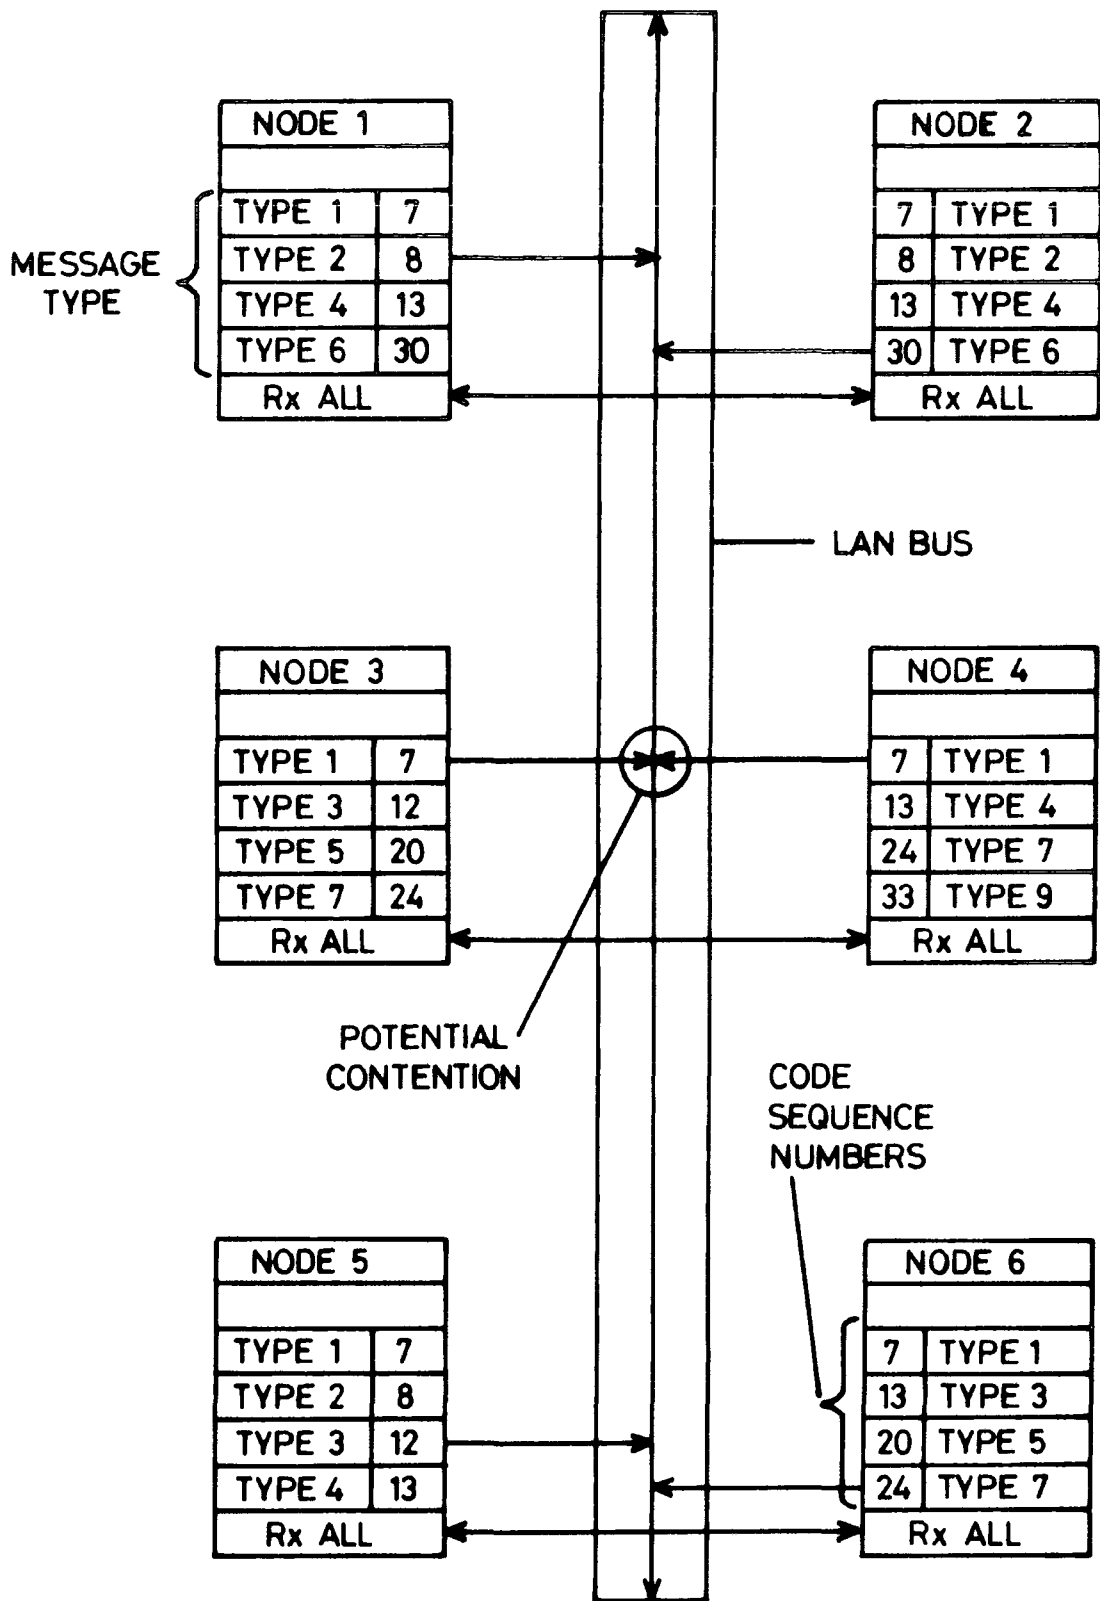 NODE 1
TYPE 1 7
TYPE 2 8
TYPE 4 13
TYPE 6 30
Rx ALL
MESSAGE
TYPE
NODE 2
7 TYPE 1
8 TYPE 2
13 TYPE 4
30 TYPE 6
Rx ALL
LAN BUS
NODE 3
TYPE 1 7
TYPE 3 12
TYPE 5 20
TYPE 7 24
Rx ALL
NODE 4
7 TYPE 1
13 TYPE 4
24 TYPE 7
33 TYPE 9
Rx ALL
POTENTIAL
CONTENTION
CODE
SEQUENCE
NUMBERS
NODE 5
TYPE 1 7
TYPE 2 8
TYPE 3 12
TYPE 4 13
Rx ALL
NODE 6
7 TYPE 1
13 TYPE 3
20 TYPE 5
24 TYPE 7
Rx ALL